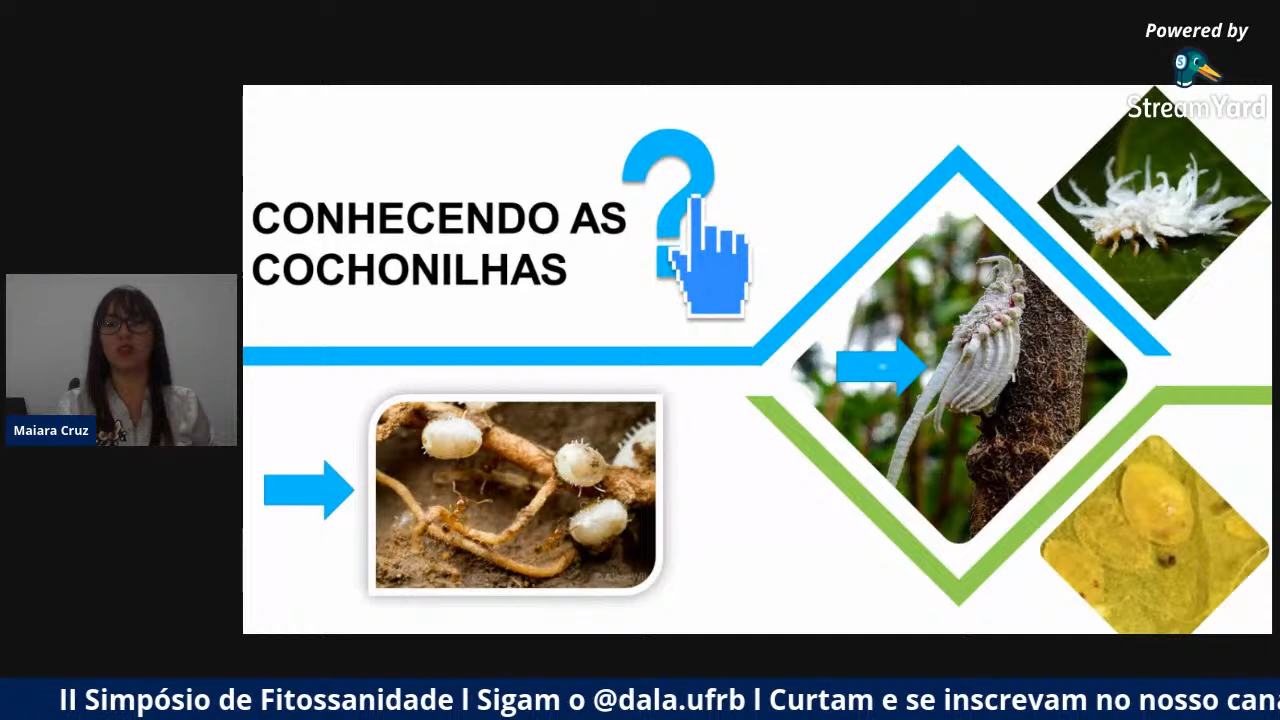 Powered by
StreamYard
CONHECENDO AS
COCHONILHAS
?
Maiara Cruz
II Simpósio de Fitossanidade l Sigam o @dala.ufrb l Curtam e se inscrevam no nosso can